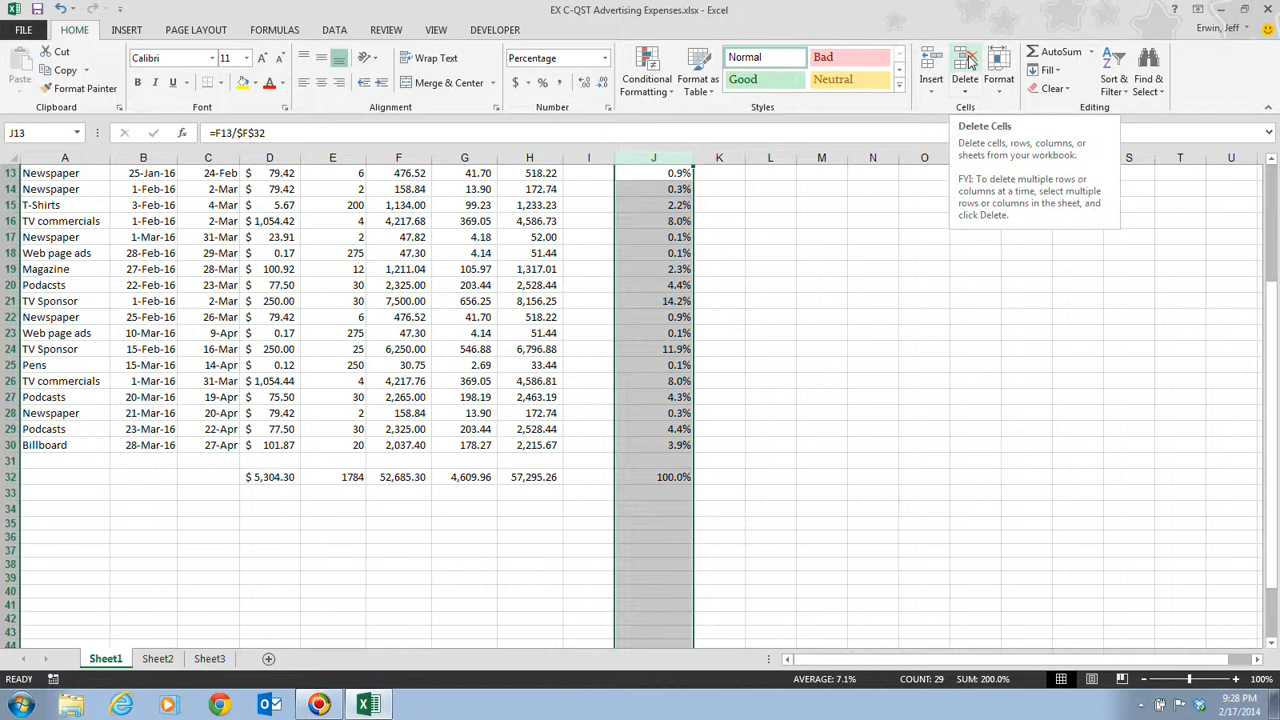 EX C-QST Advertising Expenses.xlsx - Excel
FILE HOME INSERT PAGE LAYOUT FORMULAS DATA REVIEW VIEW DEVELOPER Erwin, Jeff
Cut
Copy
Format Painter
Paste
Clipboard
Calibri 11
B I U
Font
Wrap Text
Merge & Center
Alignment
Percentage
$ % ,
Number
Conditional Formatting
Format as Table
Normal Bad
Good Neutral
Styles
Insert Delete Format
Cells
AutoSum
Fill
Clear
Sort & Filter
Find & Select
Editing
J13 fx =F13/$F$32
Delete Cells
Delete cells, rows, columns, or
sheets from your workbook.
FYI: To delete multiple rows or
columns at a time, select multiple
rows or columns in the sheet, and
click Delete.
A B C D E F G H I J K L M N O S T U
13 Newspaper 25-Jan-16 24-Feb $ 79.42 6 476.52 41.70 518.22 0.9%
14 Newspaper 1-Feb-16 2-Mar $ 79.42 2 158.84 13.90 172.74 0.3%
15 T-Shirts 3-Feb-16 4-Mar $ 5.67 200 1,134.00 99.23 1,233.23 2.2%
16 TV commercials 1-Feb-16 2-Mar $ 1,054.42 4 4,217.68 369.05 4,586.73 8.0%
17 Newspaper 1-Mar-16 31-Mar $ 23.91 2 47.82 4.18 52.00 0.1%
18 Web page ads 28-Feb-16 29-Mar $ 0.17 275 47.30 4.14 51.44 0.1%
19 Magazine 27-Feb-16 28-Mar $ 100.92 12 1,211.04 105.97 1,317.01 2.3%
20 Podacsts 22-Feb-16 23-Mar $ 77.50 30 2,325.00 203.44 2,528.44 4.4%
21 TV Sponsor 1-Feb-16 2-Mar $ 250.00 30 7,500.00 656.25 8,156.25 14.2%
22 Newspaper 25-Feb-16 26-Mar $ 79.42 6 476.52 41.70 518.22 0.9%
23 Web page ads 10-Mar-16 9-Apr $ 0.17 275 47.30 4.14 51.44 0.1%
24 TV Sponsor 15-Feb-16 16-Mar $ 250.00 25 6,250.00 546.88 6,796.88 11.9%
25 Pens 15-Mar-16 14-Apr $ 0.12 250 30.75 2.69 33.44 0.1%
26 TV commercials 1-Mar-16 31-Mar $ 1,054.44 4 4,217.76 369.05 4,586.81 8.0%
27 Podcasts 20-Mar-16 19-Apr $ 75.50 30 2,265.00 198.19 2,463.19 4.3%
28 Newspaper 21-Mar-16 20-Apr $ 79.42 2 158.84 13.90 172.74 0.3%
29 Podcasts 23-Mar-16 22-Apr $ 77.50 30 2,325.00 203.44 2,528.44 4.4%
30 Billboard 28-Mar-16 27-Apr $ 101.87 20 2,037.40 178.27 2,215.67 3.9%
31
32 $ 5,304.30 1784 52,685.30 4,609.96 57,295.26 100.0%
33
34
35
36
37
38
39
40
41
42
43
44
Sheet1 Sheet2 Sheet3
READY AVERAGE: 7.1% COUNT: 29 SUM: 200.0% 100%
9:28 PM
2/17/2014